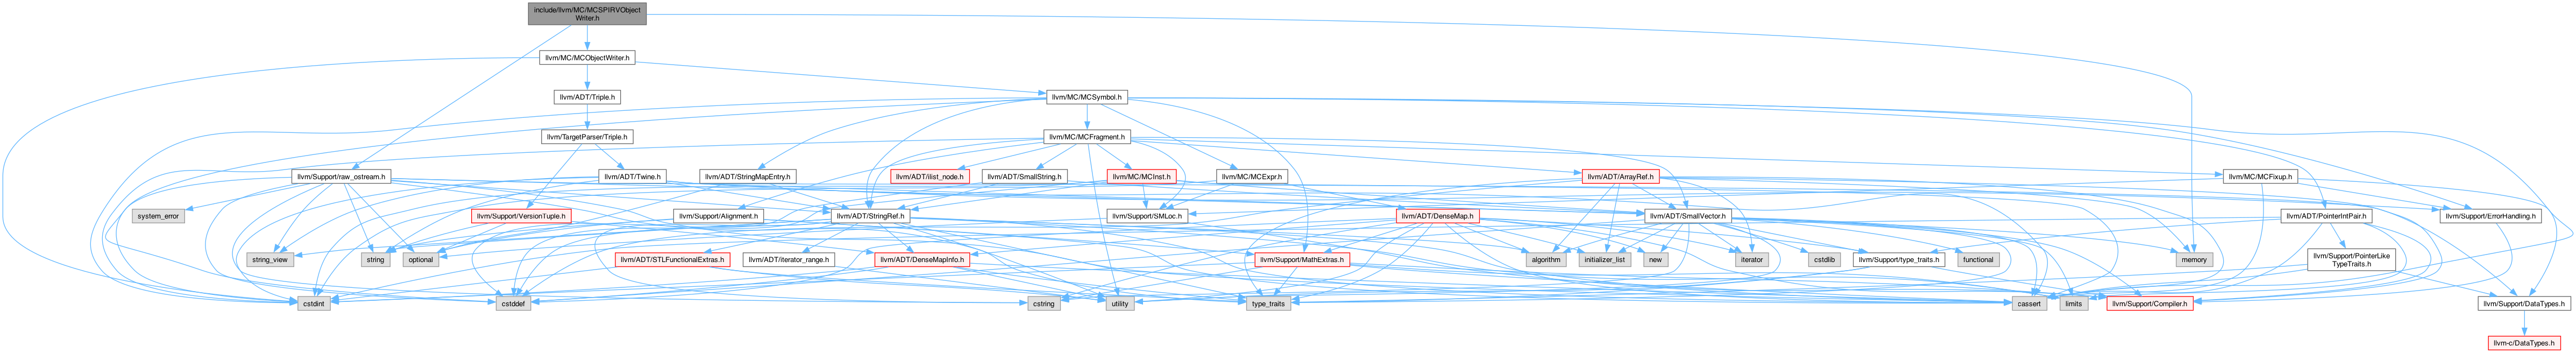 include/llvm/MC/MCSPIRVObject
Writer.h
llvm/MC/MCObjectWriter.h
llvm/ADT/Triple.h
llvm/MC/MCSymbol.h
llvm/TargetParser/Triple.h
llvm/MC/MCFragment.h
llvm/Support/raw_ostream.h
llvm/ADT/Twine.h
llvm/ADT/StringMapEntry.h
llvm/ADT/ilist_node.h
llvm/ADT/SmallString.h
llvm/MC/MCInst.h
llvm/MC/MCExpr.h
llvm/ADT/ArrayRef.h
llvm/MC/MCFixup.h
system_error
llvm/Support/VersionTuple.h
llvm/Support/Alignment.h
llvm/ADT/StringRef.h
llvm/Support/SMLoc.h
llvm/ADT/DenseMap.h
llvm/ADT/SmallVector.h
llvm/ADT/PointerIntPair.h
llvm/Support/ErrorHandling.h
string_view
string
optional
llvm/ADT/STLFunctionalExtras.h
llvm/ADT/iterator_range.h
llvm/ADT/DenseMapInfo.h
llvm/Support/MathExtras.h
algorithm
initializer_list
new
iterator
cstdlib
llvm/Support/type_traits.h
functional
memory
llvm/Support/PointerLike
TypeTraits.h
cstdint
cstddef
cstring
utility
type_traits
cassert
limits
llvm/Support/Compiler.h
llvm/Support/DataTypes.h
llvm-c/DataTypes.h